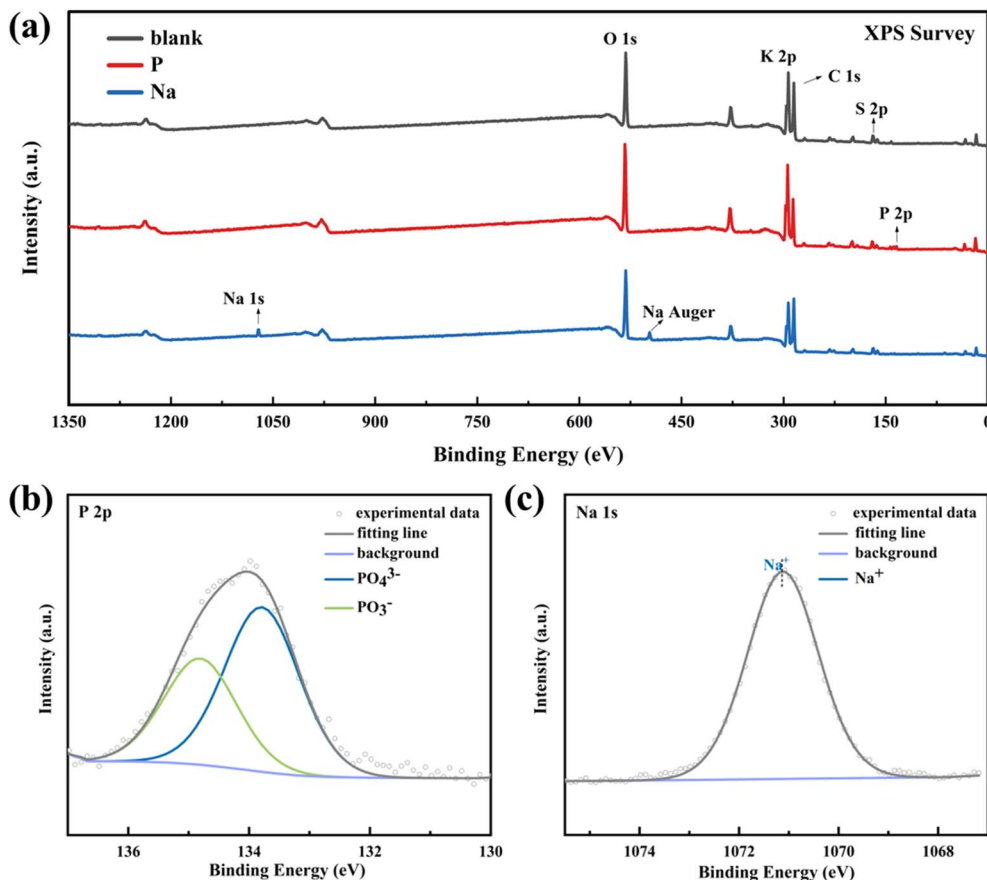 (a)
blank
P
Na
XPS Survey
O 1s
K 2p
C 1s
S 2p
P 2p
Na 1s
Na Auger
Intensity (a.u.)
1350 1200 1050 900 750 600 450 300 150 0
Binding Energy (eV)
(b)
P 2p
experimental data
fitting line
background
PO₄³⁻
PO₃⁻
Intensity (a.u.)
136 134 132 130
Binding Energy (eV)
(c)
Na 1s
experimental data
fitting line
background
Na⁺
Na⁺
Intensity (a.u.)
1074 1072 1070 1068
Binding Energy (eV)